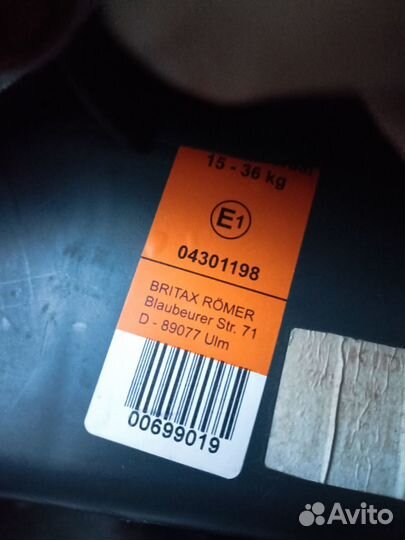 15 - 36 kg
E1
04301198
BRITAX RÖMER
Blaubeurer Str. 71
D - 89077 Ulm
00699019
Avito